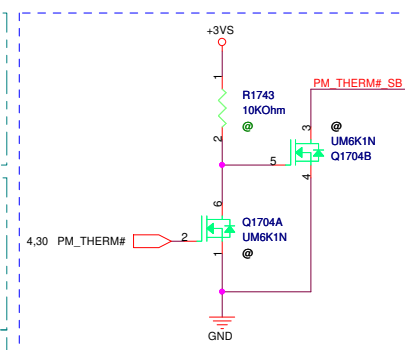 +3VS
1
R1743
10KOhm
@
2
PM_THERM#_SB
3
@
UM6K1N
Q1704B
5
4
6
Q1704A
UM6K1N
@
4,30 PM_THERM#
2
1
GND